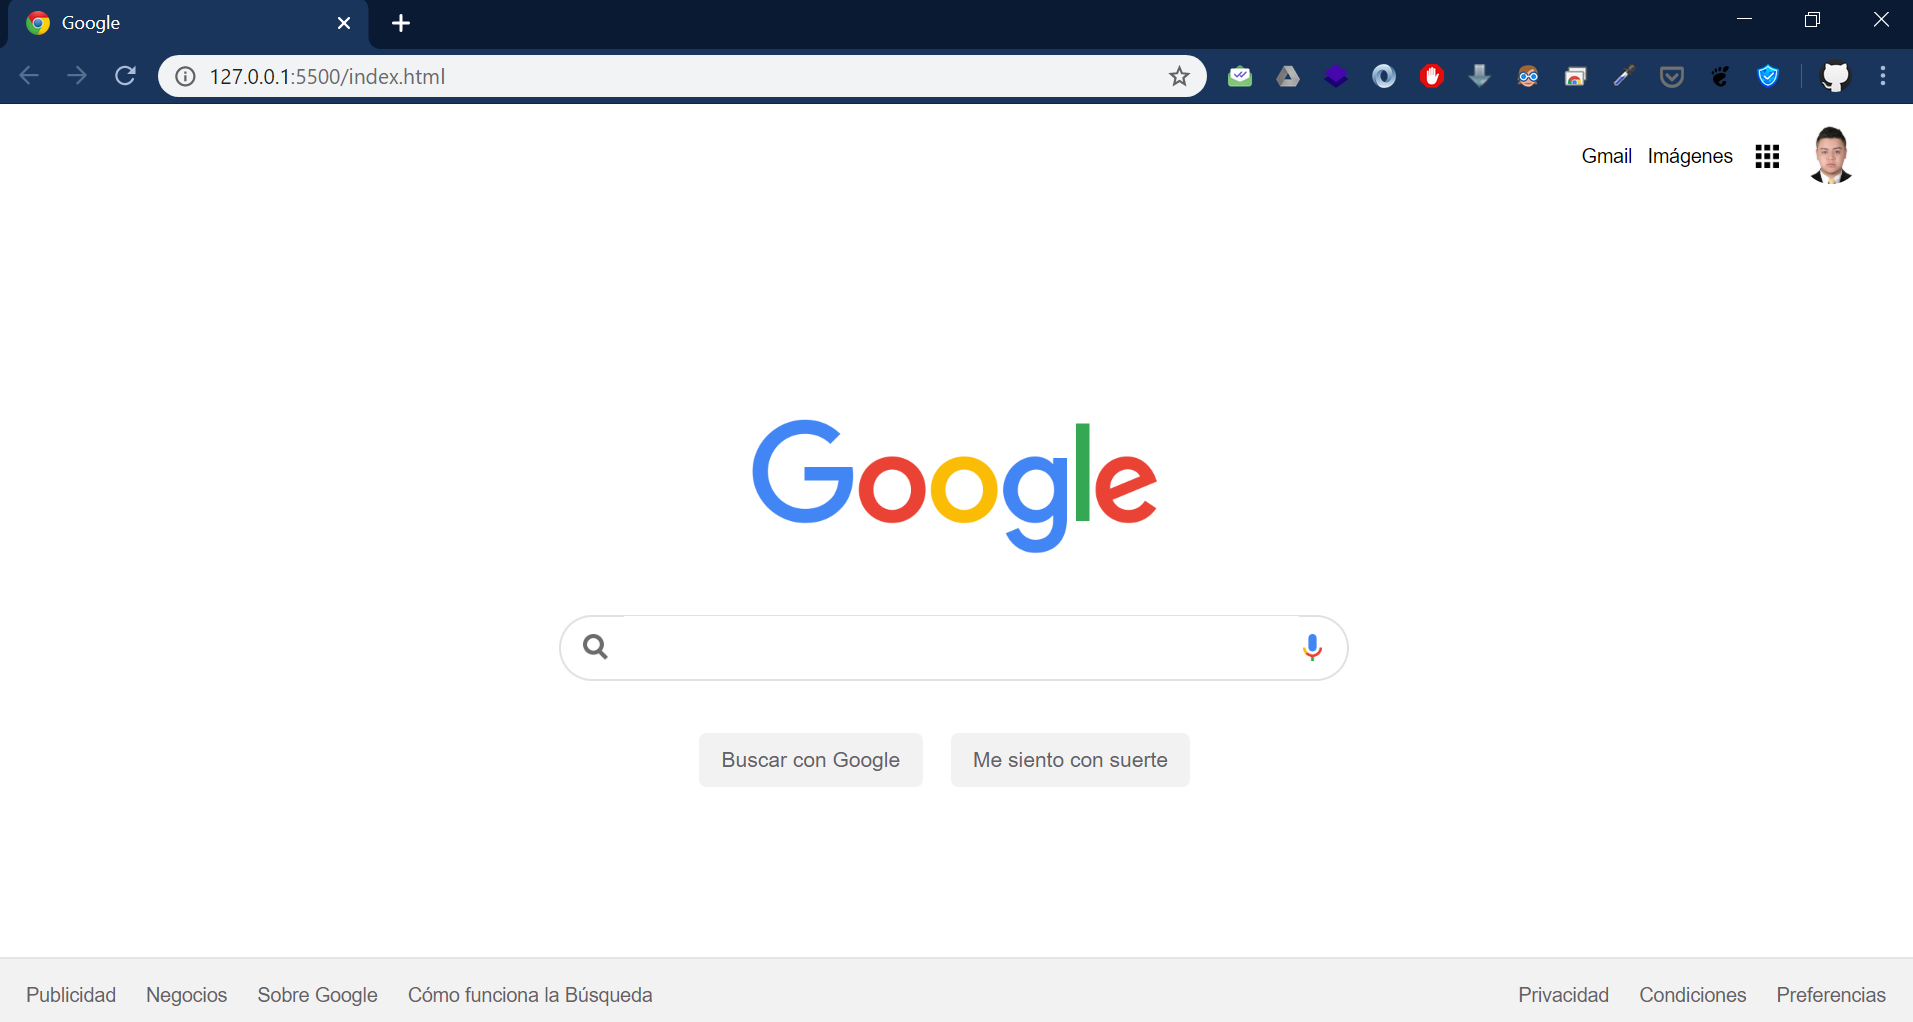 Google
127.0.0.1:5500/index.html
Gmail Imágenes
Google
Buscar con Google Me siento con suerte
Publicidad Negocios Sobre Google Cómo funciona la Búsqueda Privacidad Condiciones Preferencias